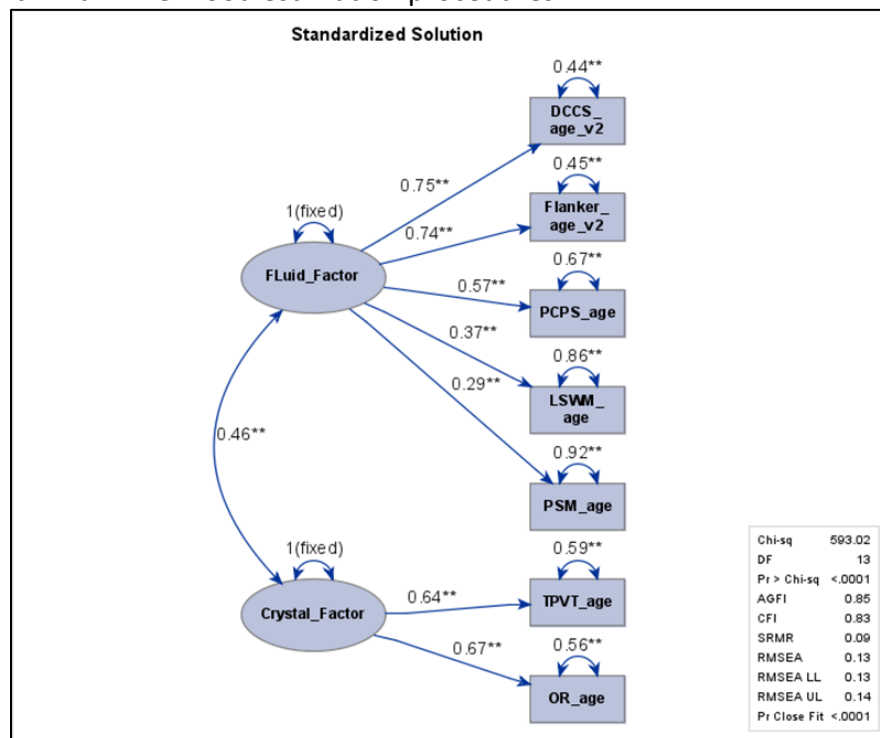 Standardized Solution
0.44**
DCCS_
age_v2
0.75**
0.45**
1(fixed)
Flanker_
age_v2
0.74**
FLuid_Factor
0.67**
0.57**
PCPS_age
0.37**
0.86**
LSWM_
age
0.29**
0.46**
0.92**
PSM_age
1(fixed)
0.59**
Crystal_Factor
0.64**
TPVT_age
0.67**
0.56**
OR_age
Chi-sq 593.02
DF 13
Pr > Chi-sq <.0001
AGFI 0.85
CFI 0.83
SRMR 0.09
RMSEA 0.13
RMSEA LL 0.13
RMSEA UL 0.14
Pr Close Fit <.0001